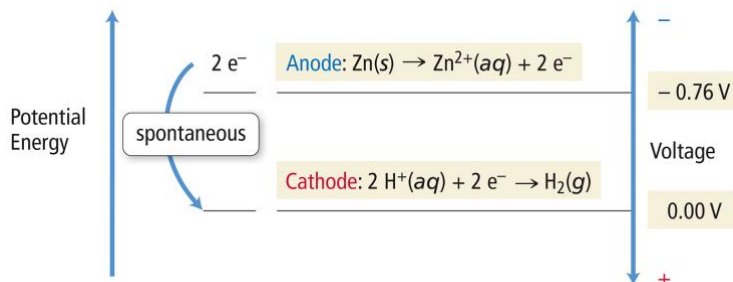 −
2 e⁻
Anode: Zn(s) → Zn²⁺(aq) + 2 e⁻
− 0.76 V
Potential
Energy
spontaneous
Voltage
Cathode: 2 H⁺(aq) + 2 e⁻ → H₂(g)
0.00 V
+